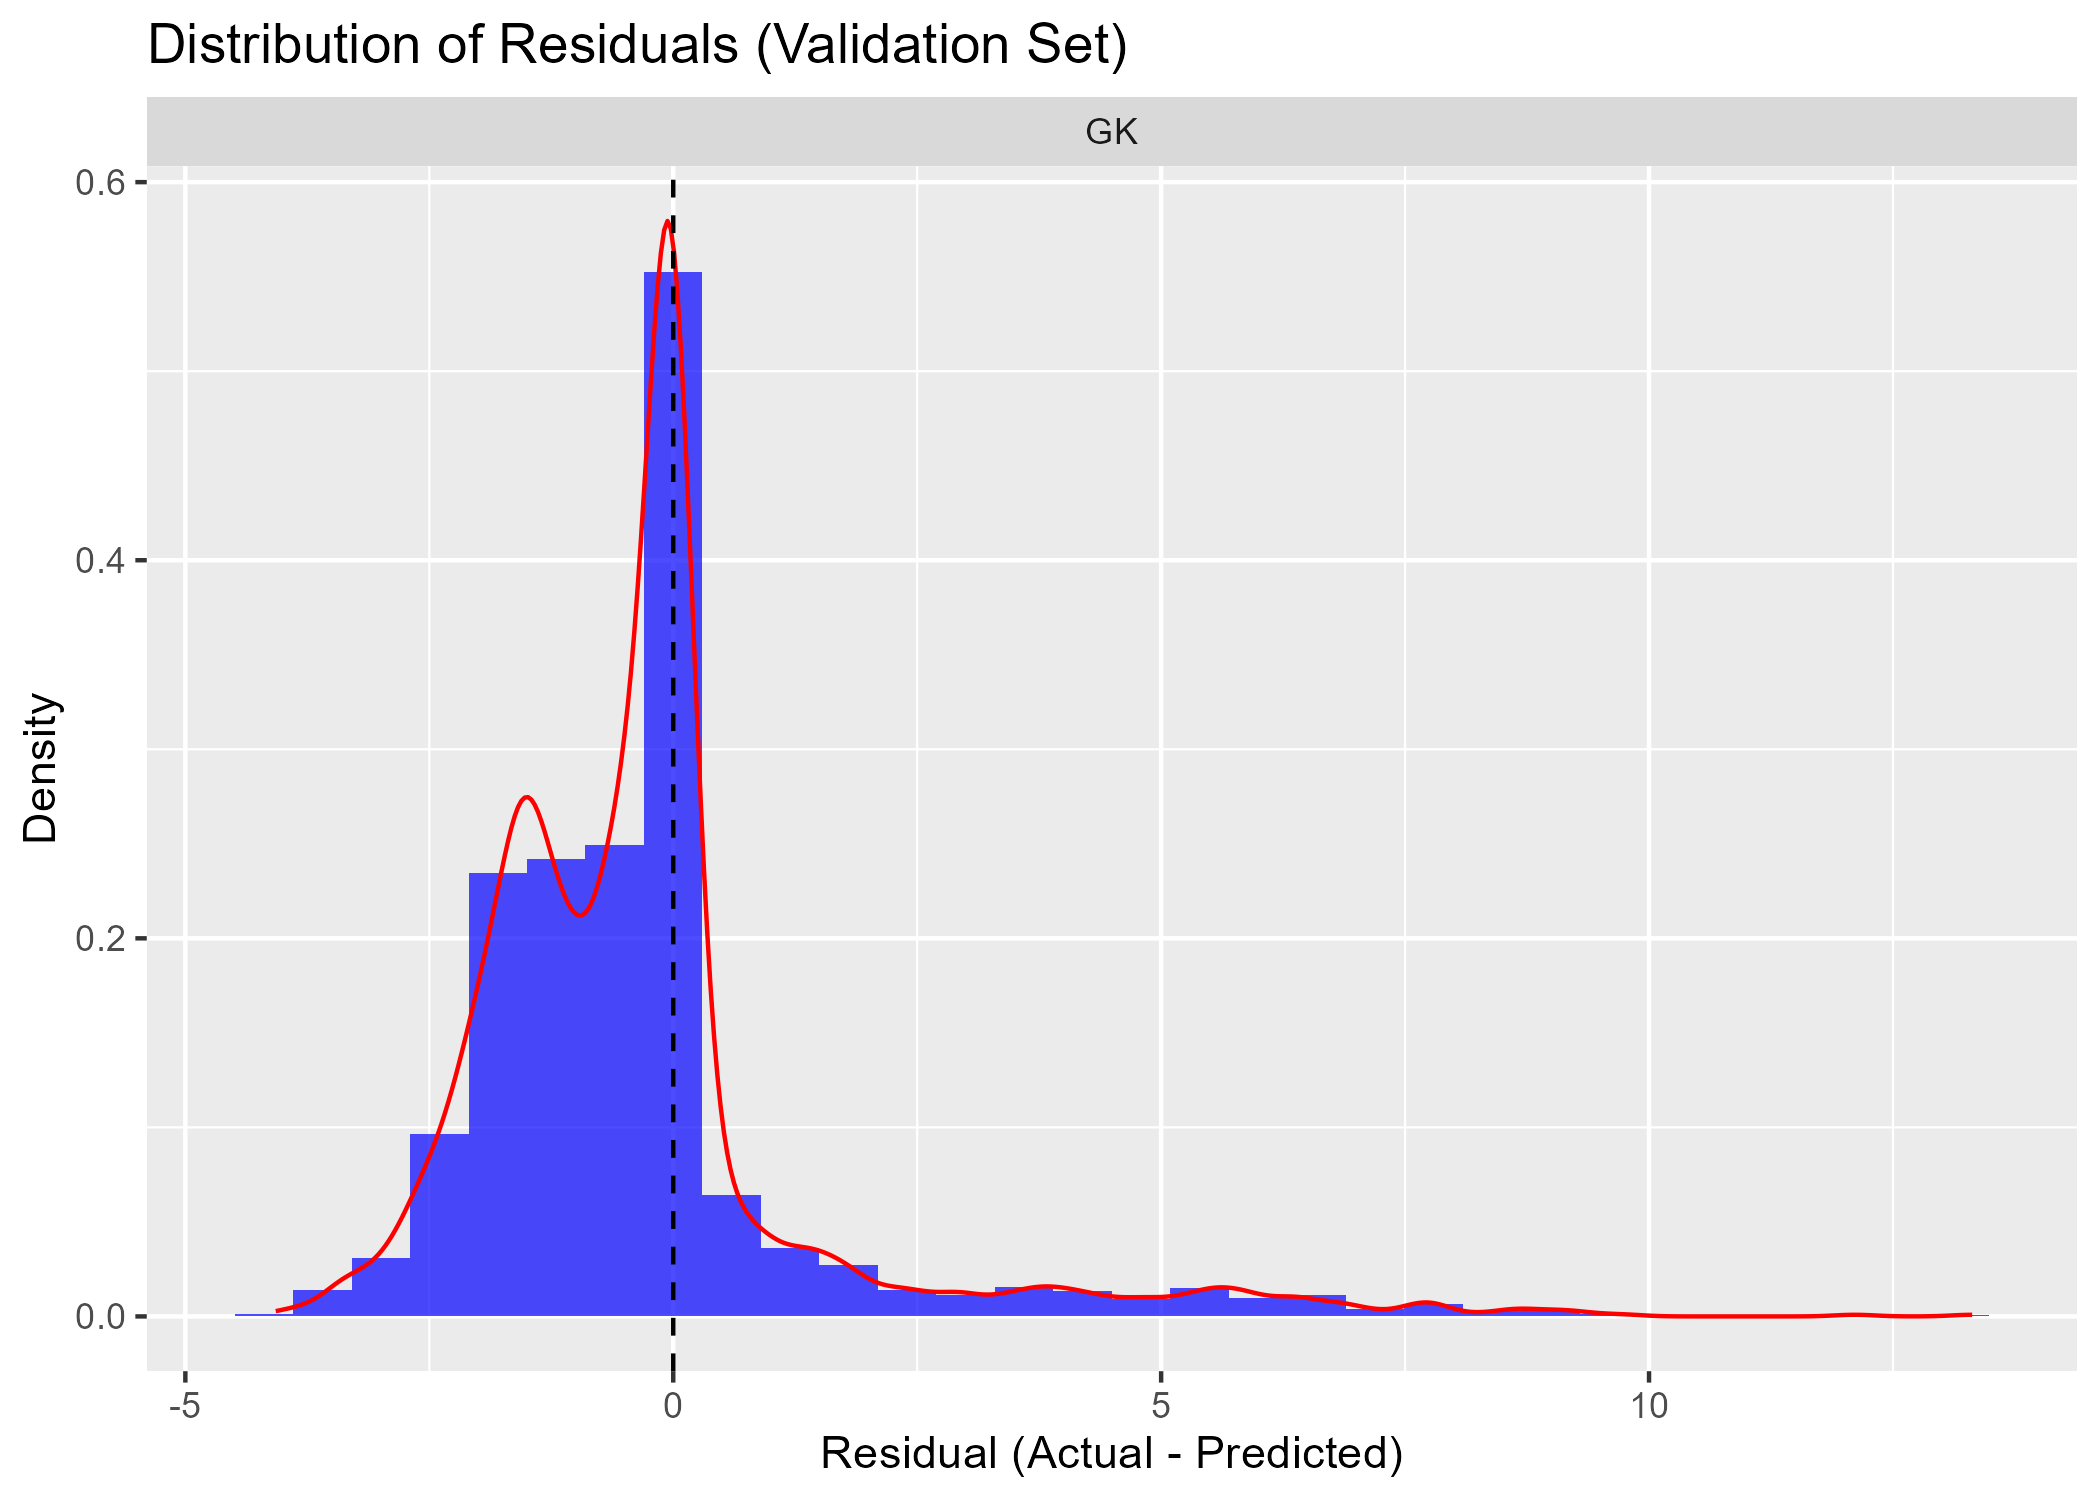 Distribution of Residuals (Validation Set)
GK
0.6
0.4
0.2
0.0
Density
-5 0 5 10
Residual (Actual - Predicted)